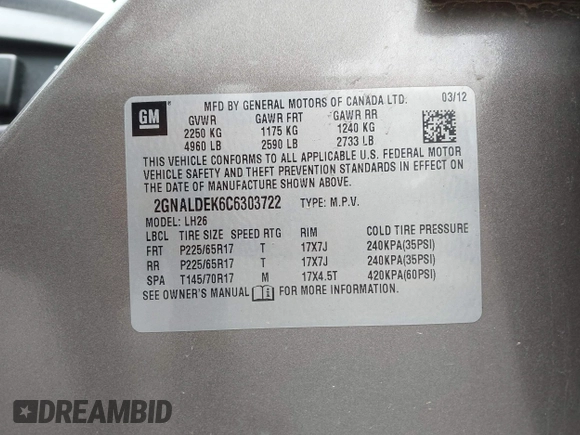 GM
MFD BY GENERAL MOTORS OF CANADA LTD. 03/12
GVWR GAWR FRT GAWR RR
2250 KG 1175 KG 1240 KG
4960 LB 2590 LB 2733 LB
THIS VEHICLE CONFORMS TO ALL APPLICABLE U.S. FEDERAL MOTOR
VEHICLE SAFETY AND THEFT PREVENTION STANDARDS IN EFFECT ON THE
DATE OF MANUFACTURE SHOWN ABOVE.
2GNALDEK6C6303722 TYPE: M.P.V.
MODEL: LH26
LBCL TIRE SIZE SPEED RTG RIM COLD TIRE PRESSURE
FRT P225/65R17 T 17X7J 240KPA(35PSI)
RR P225/65R17 T 17X7J 240KPA(35PSI)
SPA T145/70R17 M 17X4.5T 420KPA(60PSI)
SEE OWNER'S MANUAL FOR MORE INFORMATION.
DREAMBID